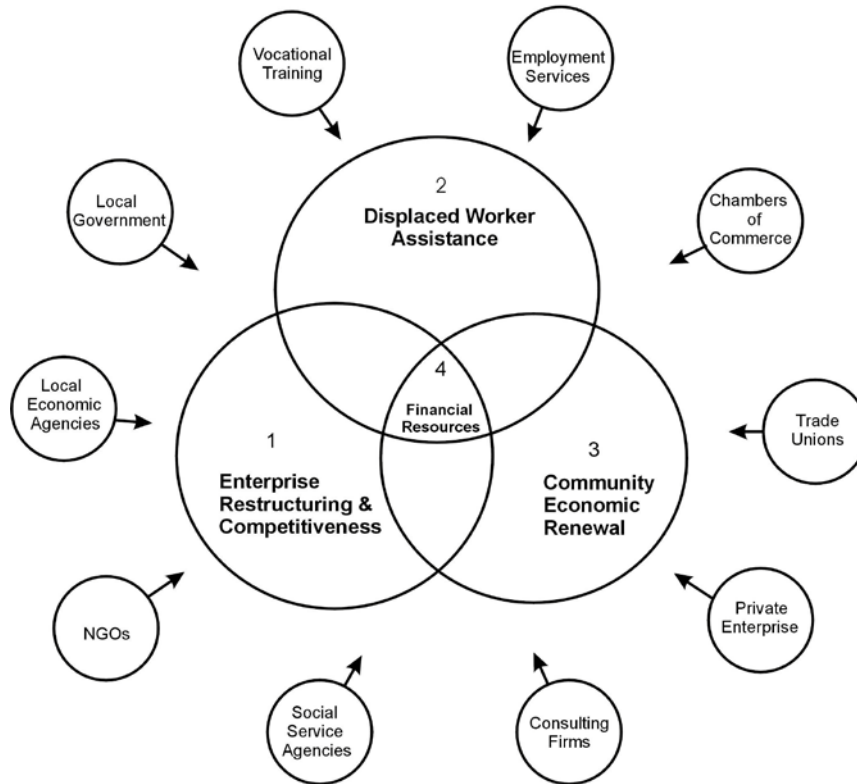 Vocational
Training
Employment
Services
Local
Government
Chambers
of
Commerce
2
Displaced Worker
Assistance
Local
Economic
Agencies
4
Financial
Resources
Trade
Unions
1
Enterprise
Restructuring &
Competitiveness
3
Community
Economic
Renewal
NGOs
Private
Enterprise
Social
Service
Agencies
Consulting
Firms